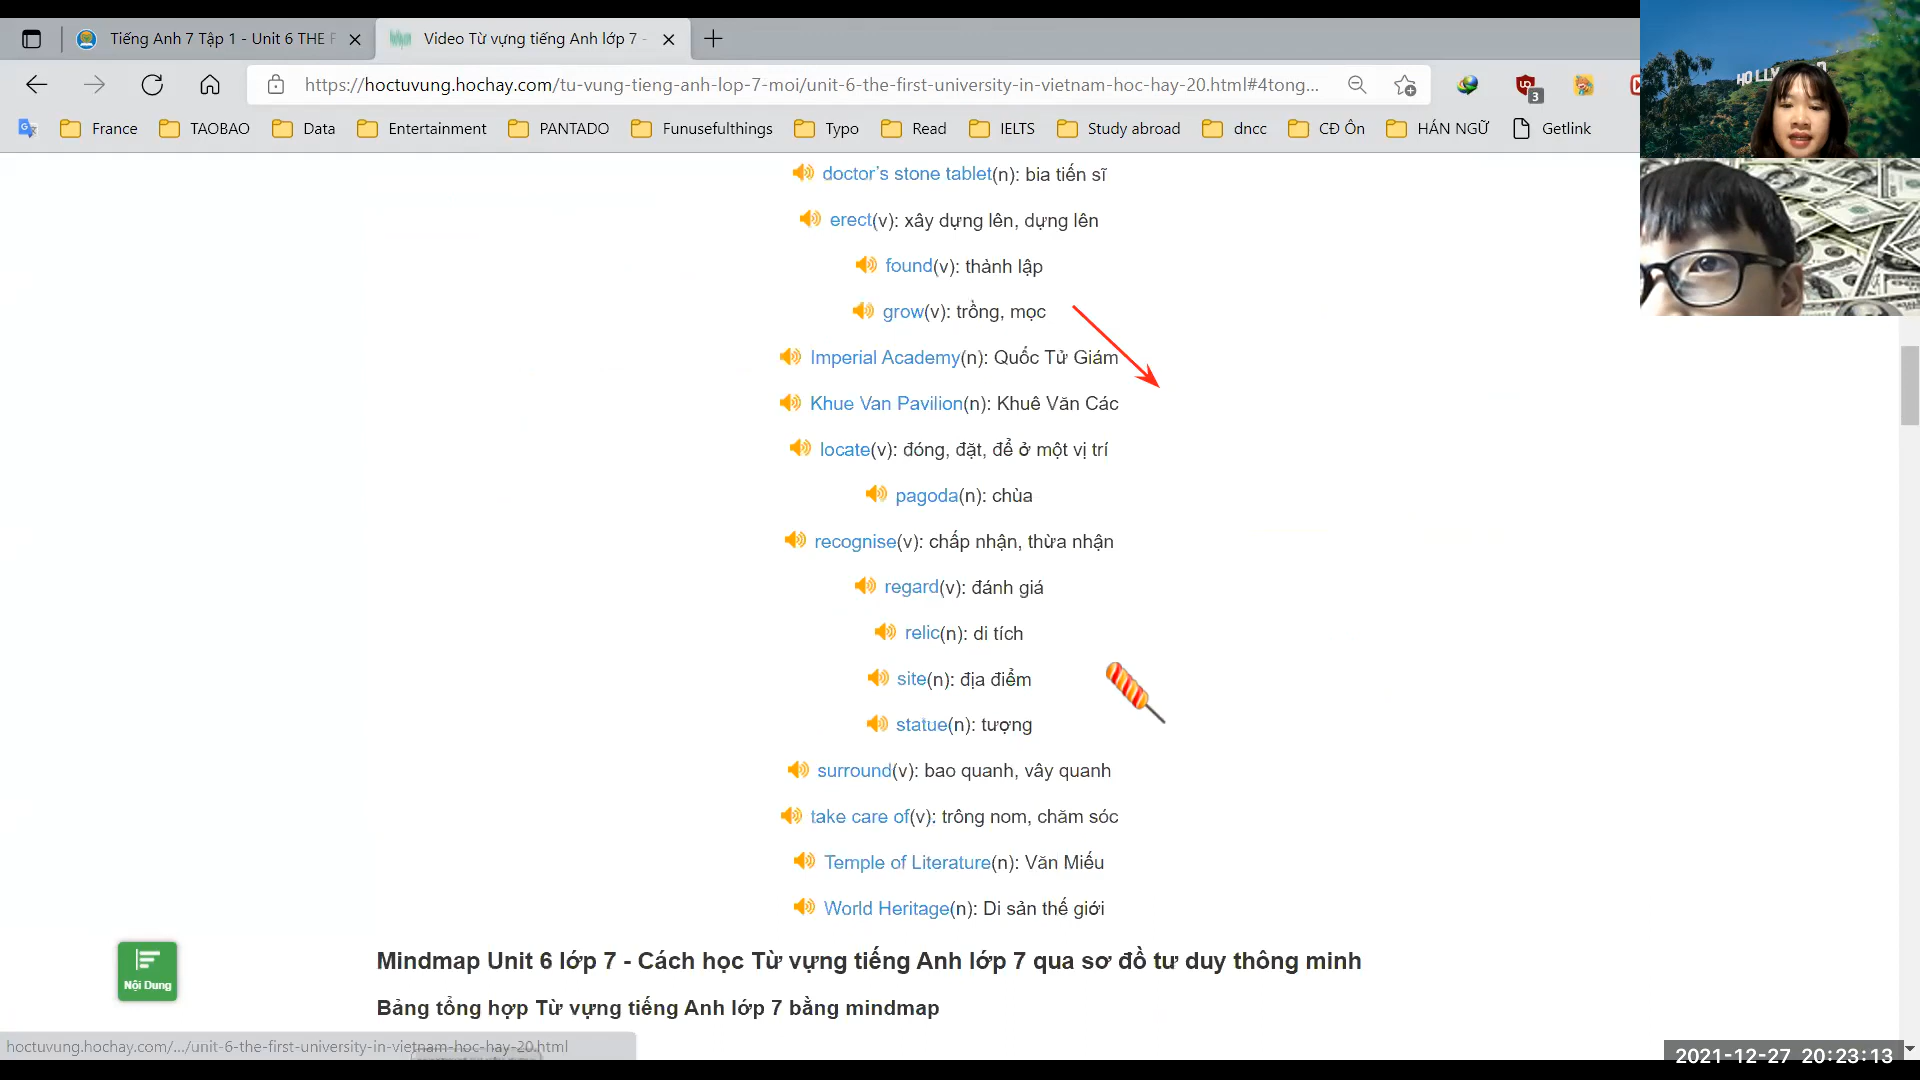 Tiếng Anh 7 Tập 1 - Unit 6 THE F
Video Từ vựng tiếng Anh lớp 7 -
https://hoctuvung.hochay.com/tu-vung-tieng-anh-lop-7-moi/unit-6-the-first-university-in-vietnam-hoc-hay-20.html#4tong...
3
France
TAOBAO
Data
Entertainment
PANTADO
Funusefulthings
Typo
Read
IELTS
Study abroad
dncc
CĐ Ôn
HÁN NGỮ
Getlink
HOLLYWOOD
doctor’s stone tablet(n): bia tiến sĩ
erect(v): xây dựng lên, dựng lên
found(v): thành lập
grow(v): trồng, mọc
Imperial Academy(n): Quốc Tử Giám
Khue Van Pavilion(n): Khuê Văn Các
locate(v): đóng, đặt, để ở một vị trí
pagoda(n): chùa
recognise(v): chấp nhận, thừa nhận
regard(v): đánh giá
relic(n): di tích
site(n): địa điểm
statue(n): tượng
surround(v): bao quanh, vây quanh
take care of(v): trông nom, chăm sóc
Temple of Literature(n): Văn Miếu
World Heritage(n): Di sản thế giới
Nội Dung
Mindmap Unit 6 lớp 7 - Cách học Từ vựng tiếng Anh lớp 7 qua sơ đồ tư duy thông minh
Bảng tổng hợp Từ vựng tiếng Anh lớp 7 bằng mindmap
hoctuvung.hochay.com/.../unit-6-the-first-university-in-vietnam-hoc-hay-20.html
2021-12-27 20:23:13